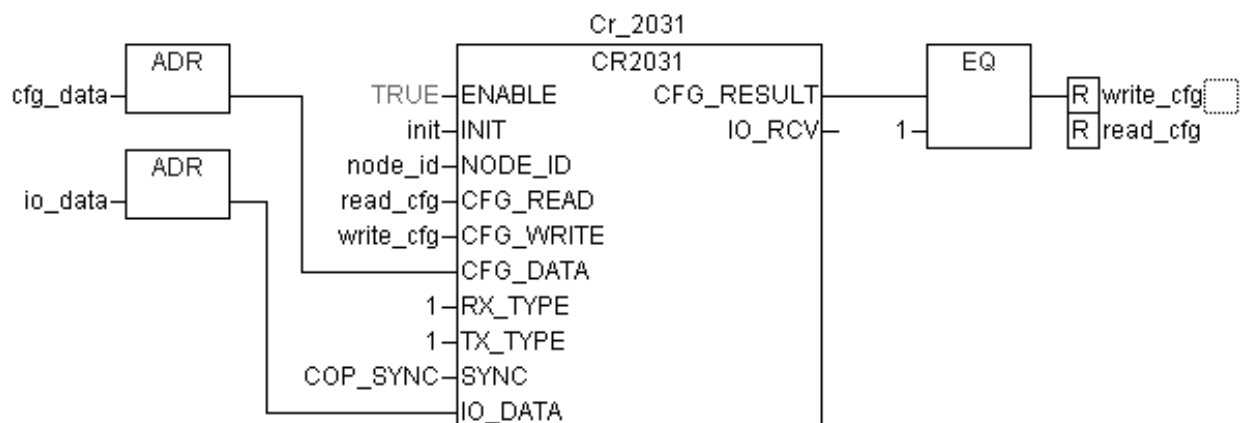 Cr_2031
ADR CR2031 EQ
cfg_data TRUE ENABLE CFG_RESULT R write_cfg
init INIT IO_RCV 1 R read_cfg
ADR node_id NODE_ID
io_data read_cfg CFG_READ
write_cfg CFG_WRITE
CFG_DATA
1 RX_TYPE
1 TX_TYPE
COP_SYNC SYNC
IO_DATA